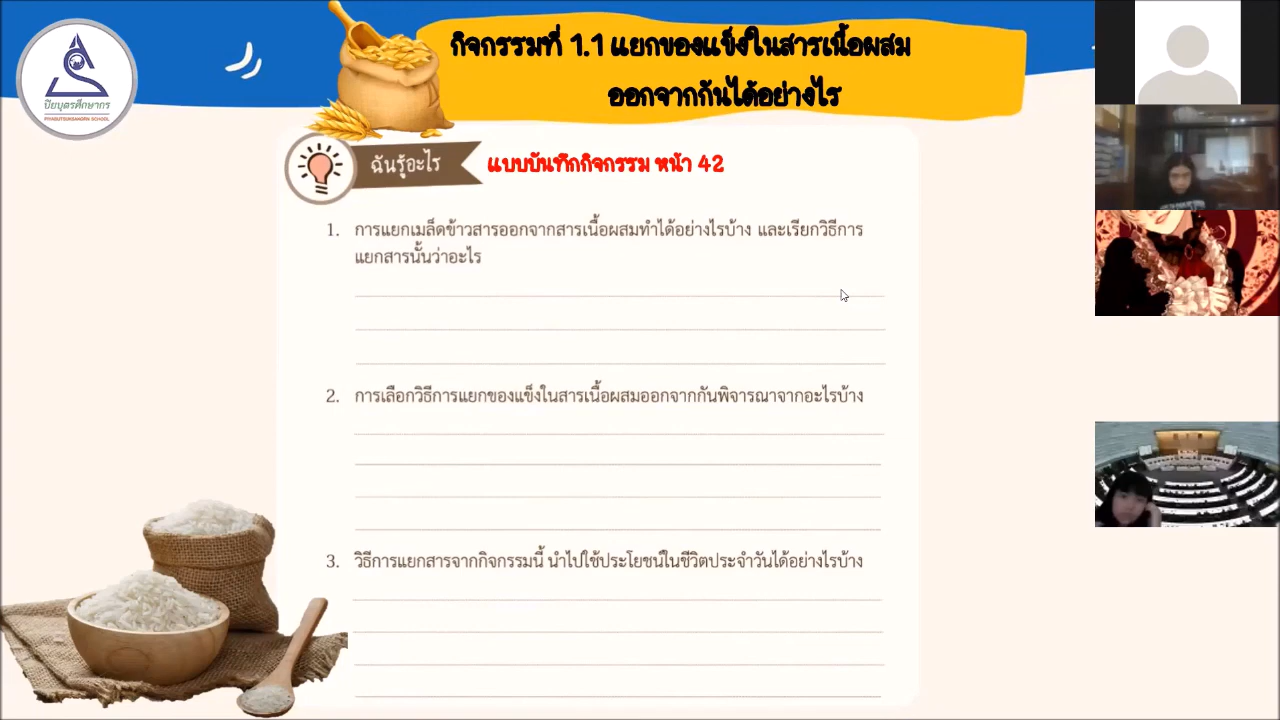 กิจกรรมที่ 1.1 แยกของแข็งในสารเนื้อผสม
ออกจากกันได้อย่างไร
ปิยบุตรศึกษากร
PIYABUTSUKSAKORN SCHOOL
ฉันรู้อะไร
แบบบันทึกกิจกรรม หน้า 42
1. การแยกเมล็ดข้าวสารออกจากสารเนื้อผสมทำได้อย่างไรบ้าง และเรียกวิธีการ
แยกสารนั้นว่าอะไร
2. การเลือกวิธีการแยกของแข็งในสารเนื้อผสมออกจากกันพิจารณาจากอะไรบ้าง
3. วิธีการแยกสารจากกิจกรรมนี้ นำไปใช้ประโยชน์ในชีวิตประจำวันได้อย่างไรบ้าง